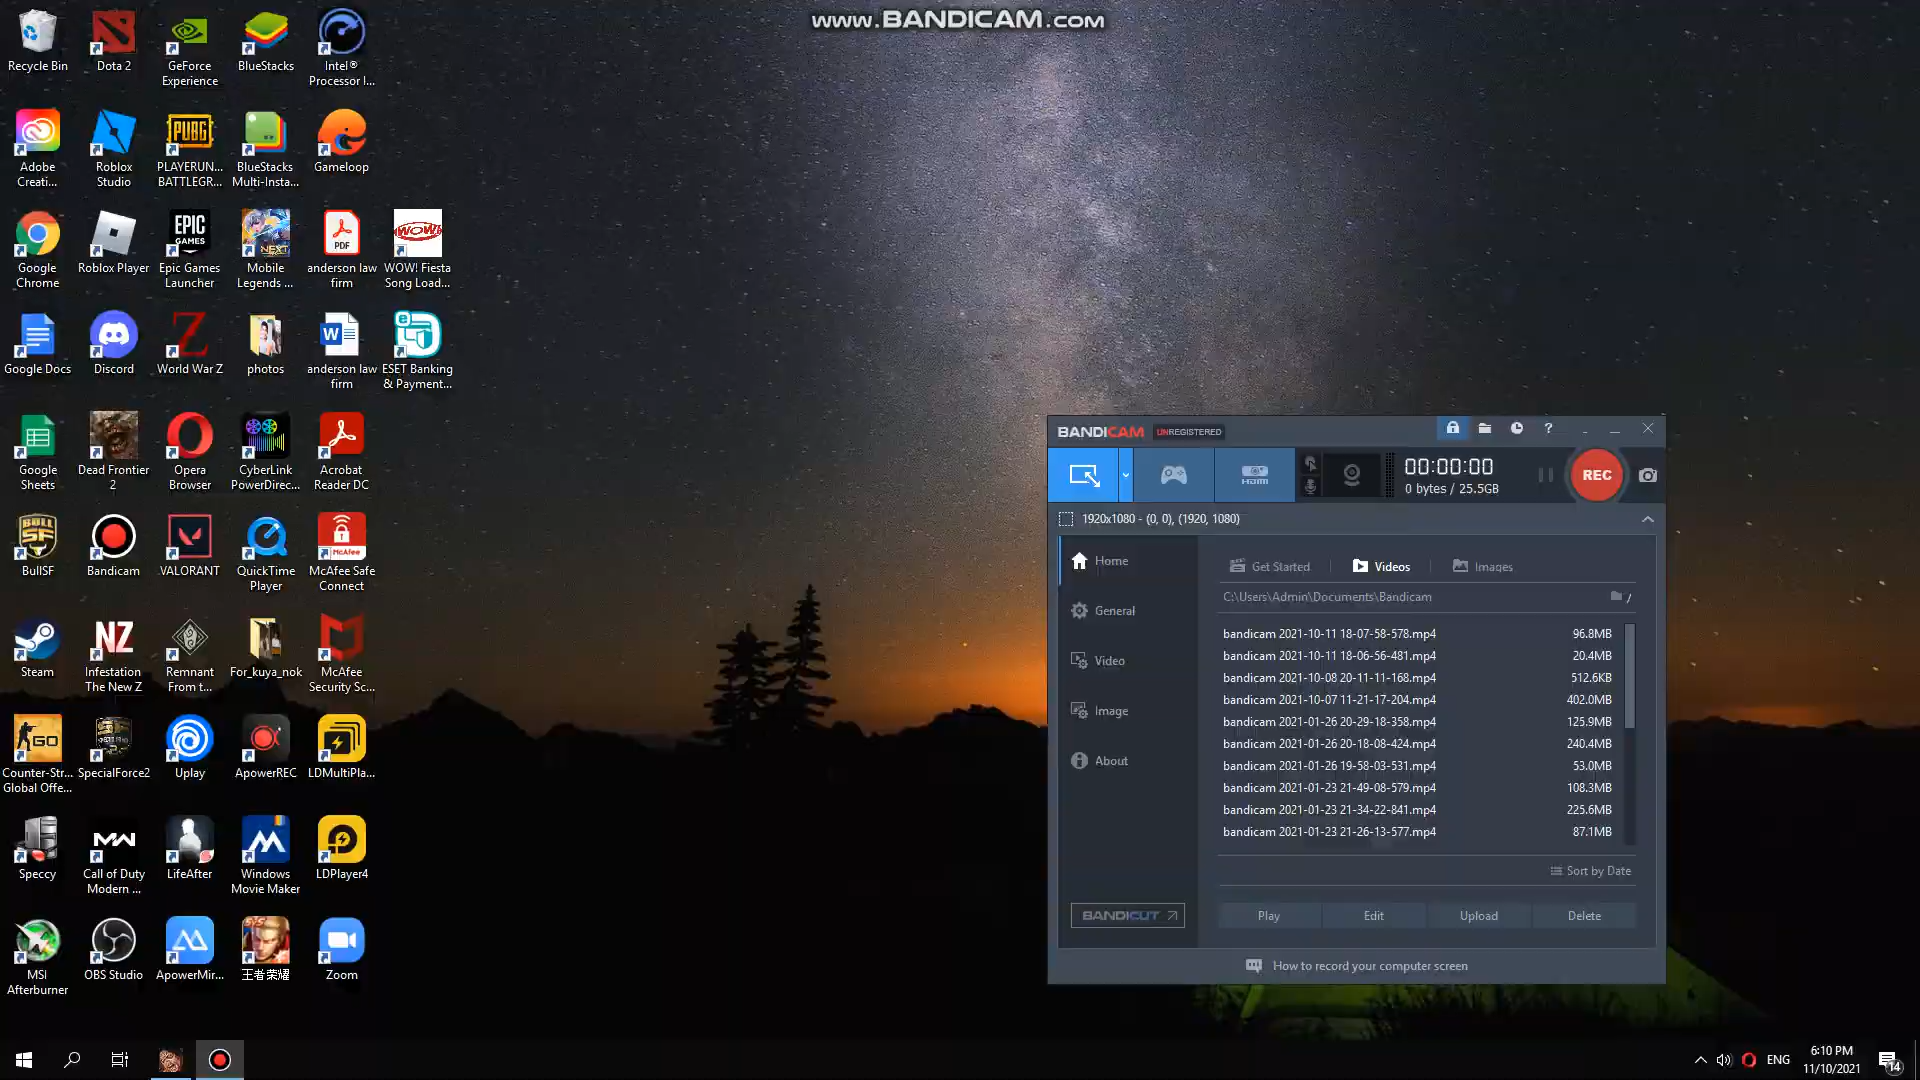 www.BANDICAM.com
Recycle Bin
Dota 2
GeForce
Experience
BlueStacks
Intel®
Processor I...
Adobe
Creati...
Roblox
Studio
PUBG
PLAYERUN...
BATTLEGR...
BlueStacks
Multi-Insta...
Gameloop
Google
Chrome
Roblox Player
EPIC
GAMES
Epic Games
Launcher
NEXT
Mobile
Legends ...
PDF
anderson law
firm
WOW!
WOW! Fiesta
Song Load...
Google Docs
Discord
World War Z
photos
W
anderson law
firm
e
ESET Banking
& Payment...
Google
Sheets
Dead Frontier
2
Opera
Browser
CyberLink
PowerDirec...
Acrobat
Reader DC
BULL
SF
BullSF
Bandicam
VALORANT
QuickTime
Player
McAfee
McAfee Safe
Connect
Steam
NZ
Infestation
The New Z
Remnant
From t...
For_kuya_nok
McAfee
Security Sc...
GO
Counter-Str...
Global Offe...
SpecialForce2
Uplay
ApowerREC
LDMultiPla...
Speccy
MW
Call of Duty
Modern ...
LifeAfter
Windows
Movie Maker
LDPlayer4
MSI
Afterburner
OBS Studio
ApowerMir...
王者荣耀
Zoom
BANDICAM UNREGISTERED
?
HDMI
00:00:00
0 bytes / 25.5GB
REC
1920x1080 - (0, 0), (1920, 1080)
Home
General
Video
Image
About
BANDICUT
Get Started
Videos
Images
C:\Users\Admin\Documents\Bandicam
bandicam 2021-10-11 18-07-58-578.mp4 96.8MB
bandicam 2021-10-11 18-06-56-481.mp4 20.4MB
bandicam 2021-10-08 20-11-11-168.mp4 512.6KB
bandicam 2021-10-07 11-21-17-204.mp4 402.0MB
bandicam 2021-01-26 20-29-18-358.mp4 125.9MB
bandicam 2021-01-26 20-18-08-424.mp4 240.4MB
bandicam 2021-01-26 19-58-03-531.mp4 53.0MB
bandicam 2021-01-23 21-49-08-579.mp4 108.3MB
bandicam 2021-01-23 21-34-22-841.mp4 225.6MB
bandicam 2021-01-23 21-26-13-577.mp4 87.1MB
Sort by Date
Play
Edit
Upload
Delete
How to record your computer screen
ENG
6:10 PM
11/10/2021
14